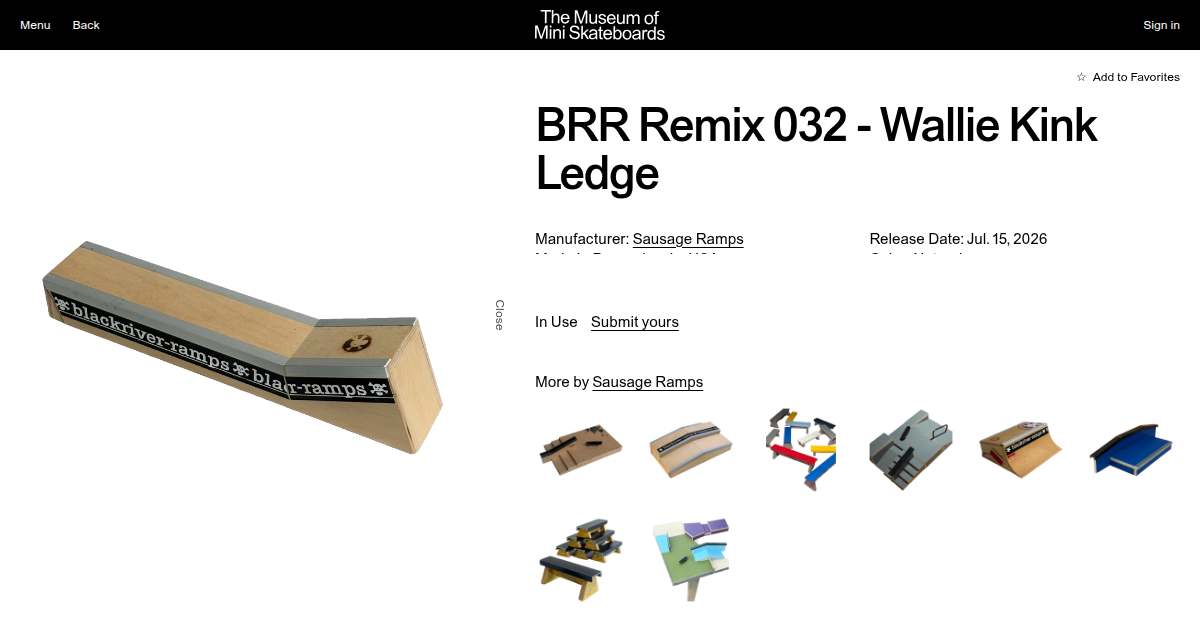 Menu
Back
The Museum of
Mini Skateboards
Sign in
☆ Add to Favorites
BRR Remix 032 - Wallie Kink
Ledge
Manufacturer: Sausage Ramps
Release Date: Jul. 15, 2026
Close
In Use
Submit yours
More by Sausage Ramps
blackriver-ramps
r-ramps